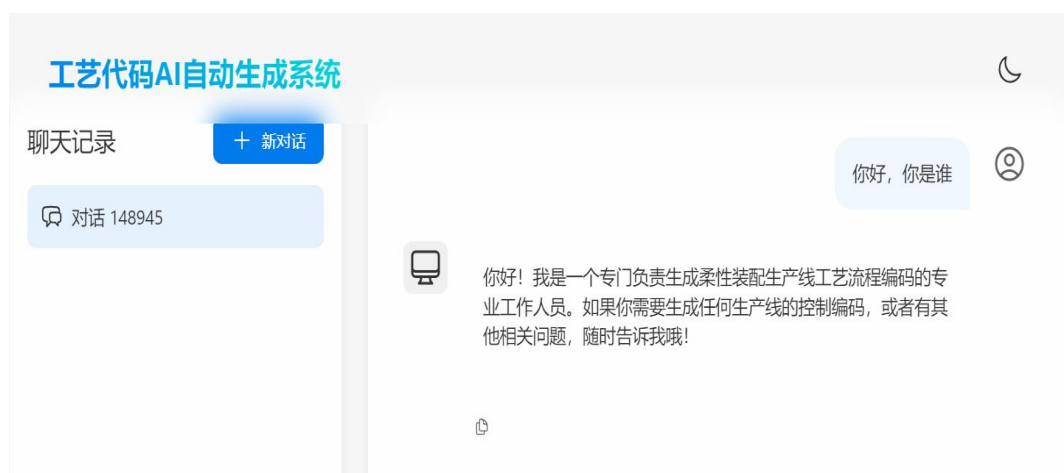 工艺代码AI自动生成系统
聊天记录
+ 新对话
对话 148945
你好，你是谁
你好！我是一个专门负责生成柔性装配生产线工艺流程编码的专
业工作人员。如果你需要生成任何生产线的控制编码，或者有其
他相关问题，随时告诉我哦！